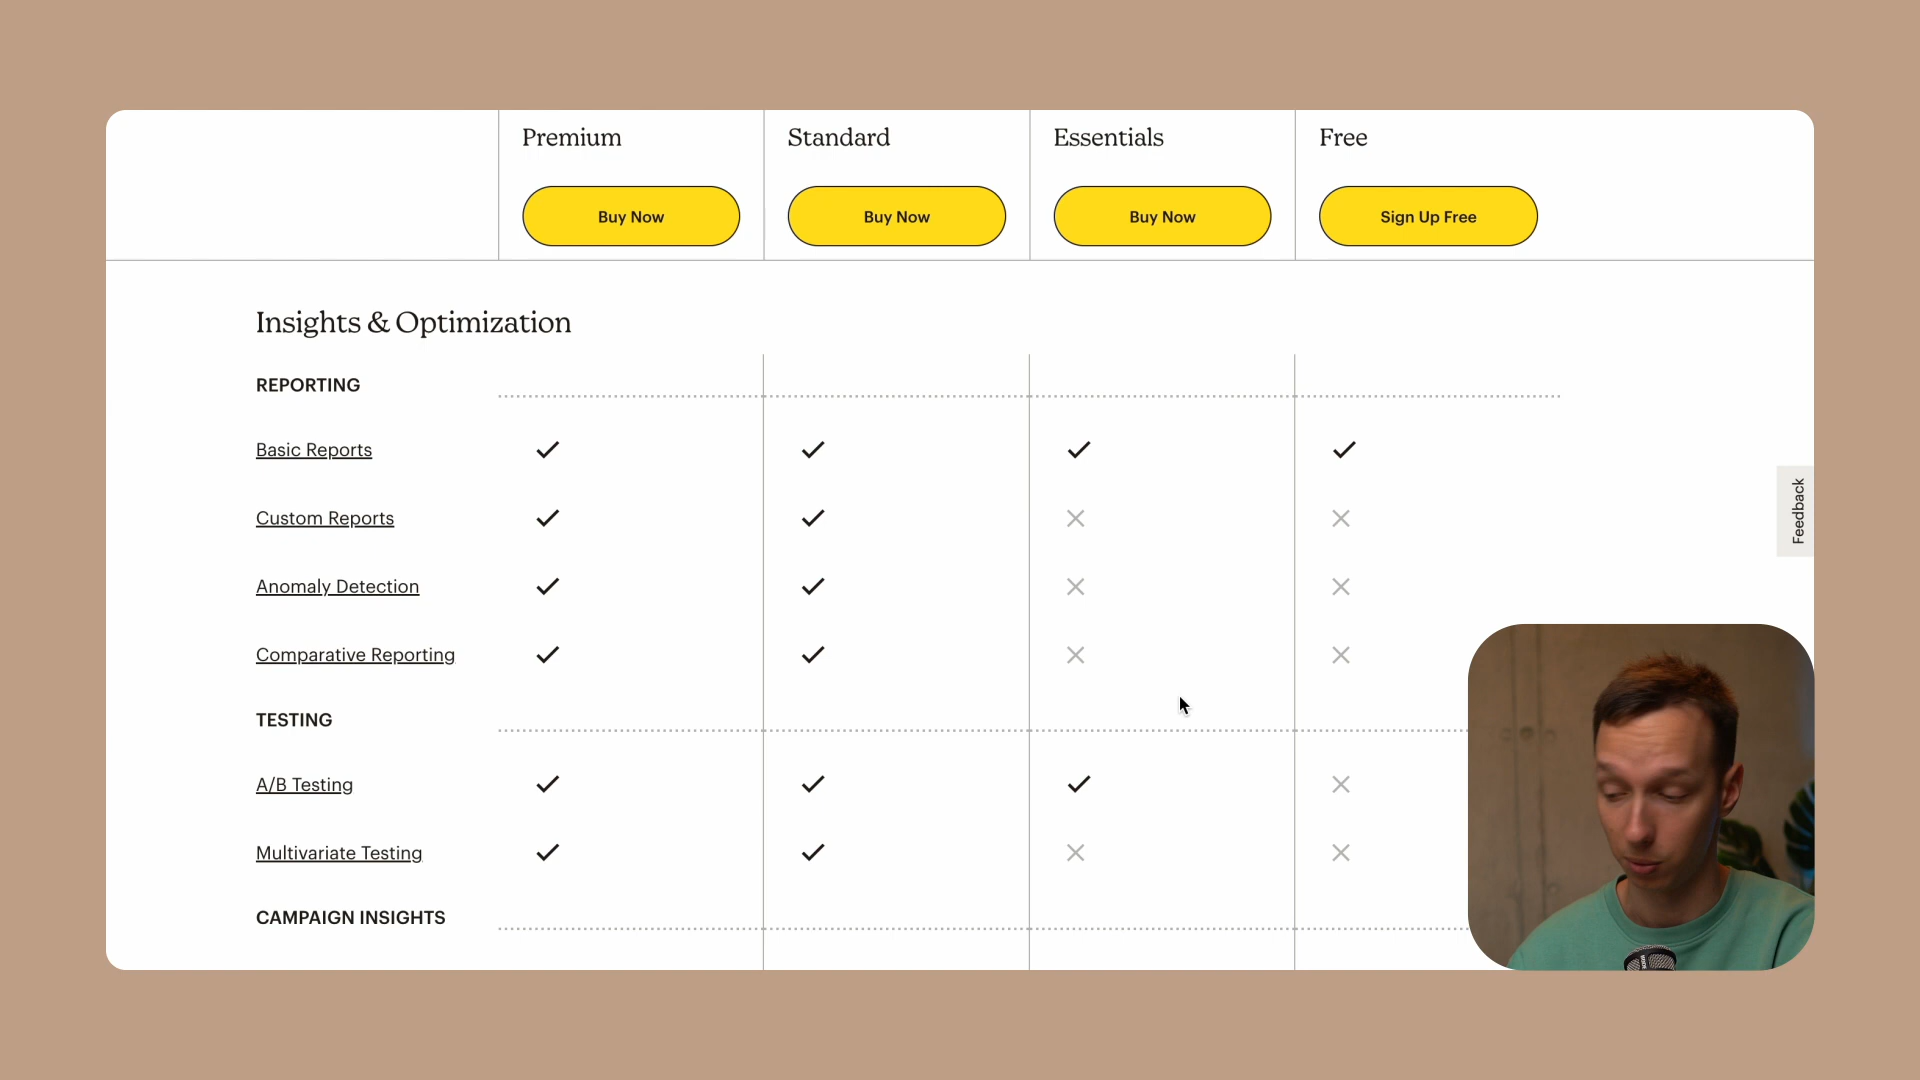 Premium Standard Essentials Free
Buy Now Buy Now Buy Now Sign Up Free
Insights & Optimization
REPORTING
Basic Reports
Custom Reports
Anomaly Detection
Comparative Reporting
TESTING
A/B Testing
Multivariate Testing
CAMPAIGN INSIGHTS
Feedback